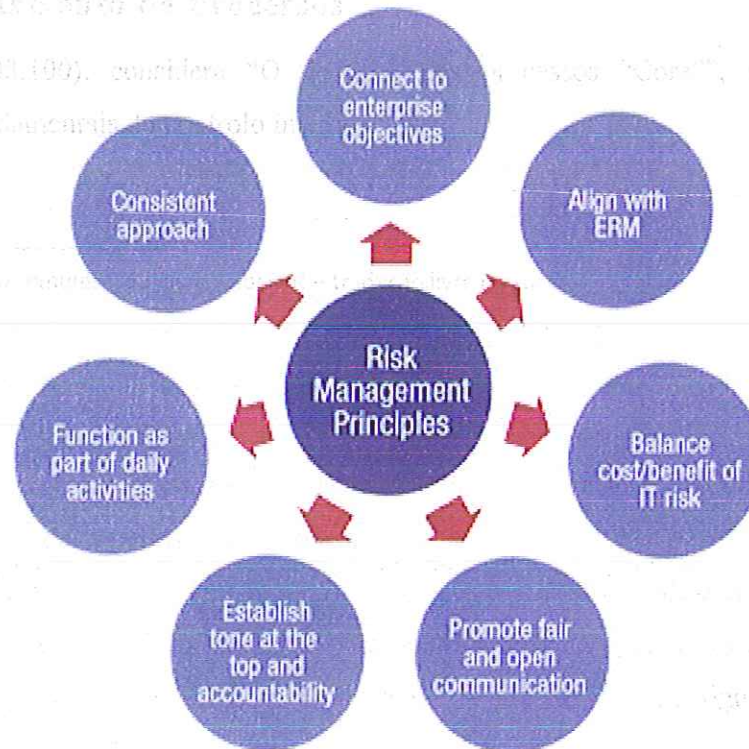 Connect to
enterprise
objectives
Align with
ERM
Balance
cost/benefit of
IT risk
Promote fair
and open
communication
Establish
tone at the
top and
accountability
Function as
part of daily
activities
Consistent
approach
Risk
Management
Principles